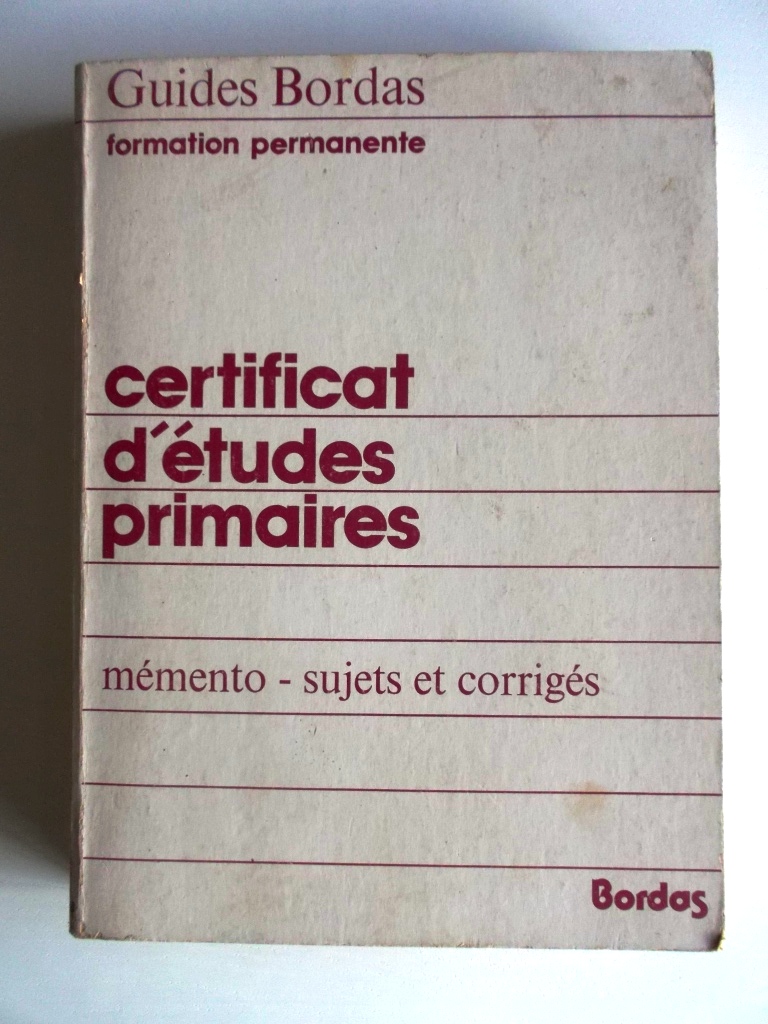 Guides Bordas
formation permanente
certificat
d'études
primaires
mémento - sujets et corrigés
Bordas